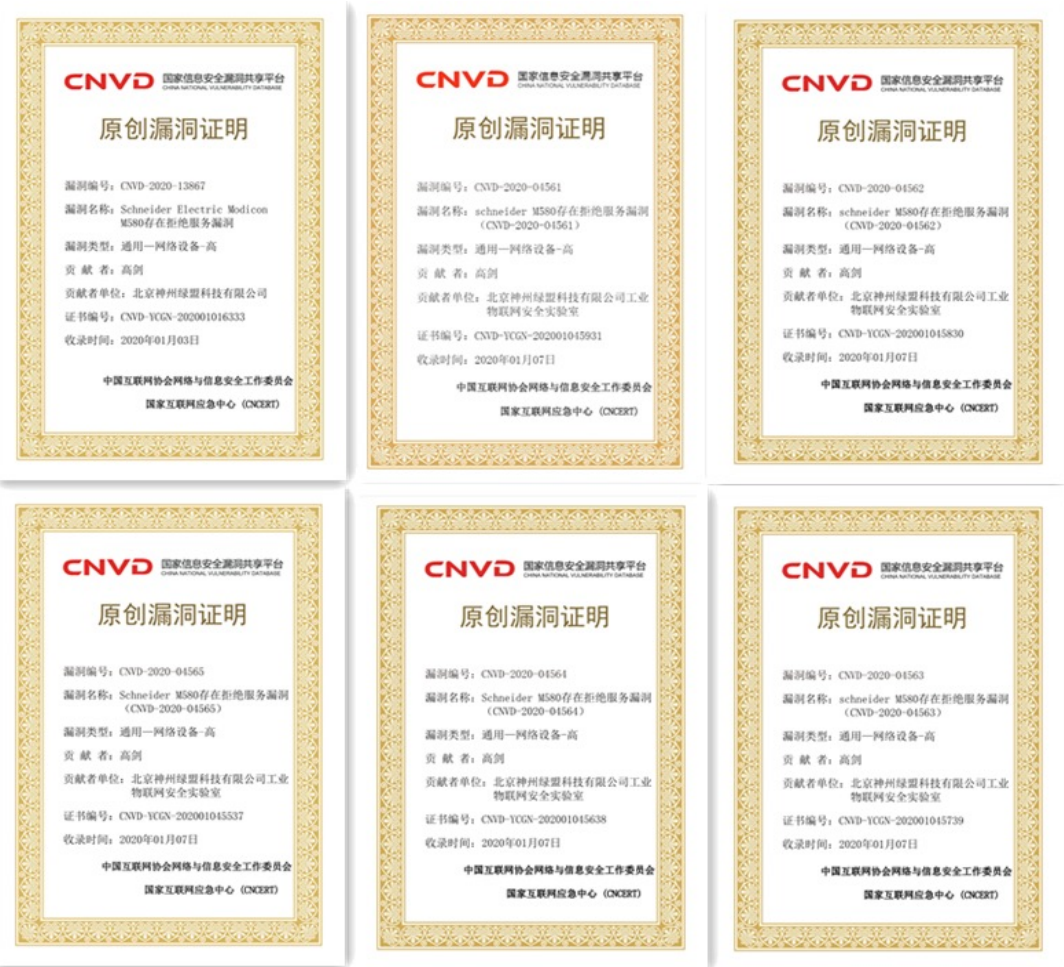 CNVD 国家信息安全漏洞共享平台
CHINA NATIONAL VULNERABILITY DATABASE
原创漏洞证明
漏洞编号：CNVD-2020-13867
漏洞名称：Schneider Electric Modicon
M580存在拒绝服务漏洞
漏洞类型：通用—网络设备-高
贡 献 者：高剑
贡献者单位：北京神州绿盟科技有限公司
证书编号：CNVD-YCGN-202001016333
收录时间：2020年01月03日
中国互联网协会网络与信息安全工作委员会
国家互联网应急中心（CNCERT）
CNVD 国家信息安全漏洞共享平台
CHINA NATIONAL VULNERABILITY DATABASE
原创漏洞证明
漏洞编号：CNVD-2020-04561
漏洞名称：schneider M580存在拒绝服务漏洞
（CNVD-2020-04561）
漏洞类型：通用—网络设备-高
贡 献 者：高剑
贡献者单位：北京神州绿盟科技有限公司工业
物联网安全实验室
证书编号：CNVD-YCGN-202001045931
收录时间：2020年01月07日
中国互联网协会网络与信息安全工作委员会
国家互联网应急中心（CNCERT）
CNVD 国家信息安全漏洞共享平台
CHINA NATIONAL VULNERABILITY DATABASE
原创漏洞证明
漏洞编号：CNVD-2020-04562
漏洞名称：schneider M580存在拒绝服务漏洞
（CNVD-2020-04562）
漏洞类型：通用—网络设备-高
贡 献 者：高剑
贡献者单位：北京神州绿盟科技有限公司工业
物联网安全实验室
证书编号：CNVD-YCGN-202001045830
收录时间：2020年01月07日
中国互联网协会网络与信息安全工作委员会
国家互联网应急中心（CNCERT）
CNVD 国家信息安全漏洞共享平台
CHINA NATIONAL VULNERABILITY DATABASE
原创漏洞证明
漏洞编号：CNVD-2020-04565
漏洞名称：Schneider M580存在拒绝服务漏洞
（CNVD-2020-04565）
漏洞类型：通用—网络设备-高
贡 献 者：高剑
贡献者单位：北京神州绿盟科技有限公司工业
物联网安全实验室
证书编号：CNVD-YCGN-202001045537
收录时间：2020年01月07日
中国互联网协会网络与信息安全工作委员会
国家互联网应急中心（CNCERT）
CNVD 国家信息安全漏洞共享平台
CHINA NATIONAL VULNERABILITY DATABASE
原创漏洞证明
漏洞编号：CNVD-2020-04564
漏洞名称：Schneider M580存在拒绝服务漏洞
（CNVD-2020-04564）
漏洞类型：通用—网络设备-高
贡 献 者：高剑
贡献者单位：北京神州绿盟科技有限公司工业
物联网安全实验室
证书编号：CNVD-YCGN-202001045638
收录时间：2020年01月07日
中国互联网协会网络与信息安全工作委员会
国家互联网应急中心（CNCERT）
CNVD 国家信息安全漏洞共享平台
CHINA NATIONAL VULNERABILITY DATABASE
原创漏洞证明
漏洞编号：CNVD-2020-04563
漏洞名称：schneider M580存在拒绝服务漏洞
（CNVD-2020-04563）
漏洞类型：通用—网络设备-高
贡 献 者：高剑
贡献者单位：北京神州绿盟科技有限公司工业
物联网安全实验室
证书编号：CNVD-YCGN-202001045739
收录时间：2020年01月07日
中国互联网协会网络与信息安全工作委员会
国家互联网应急中心（CNCERT）